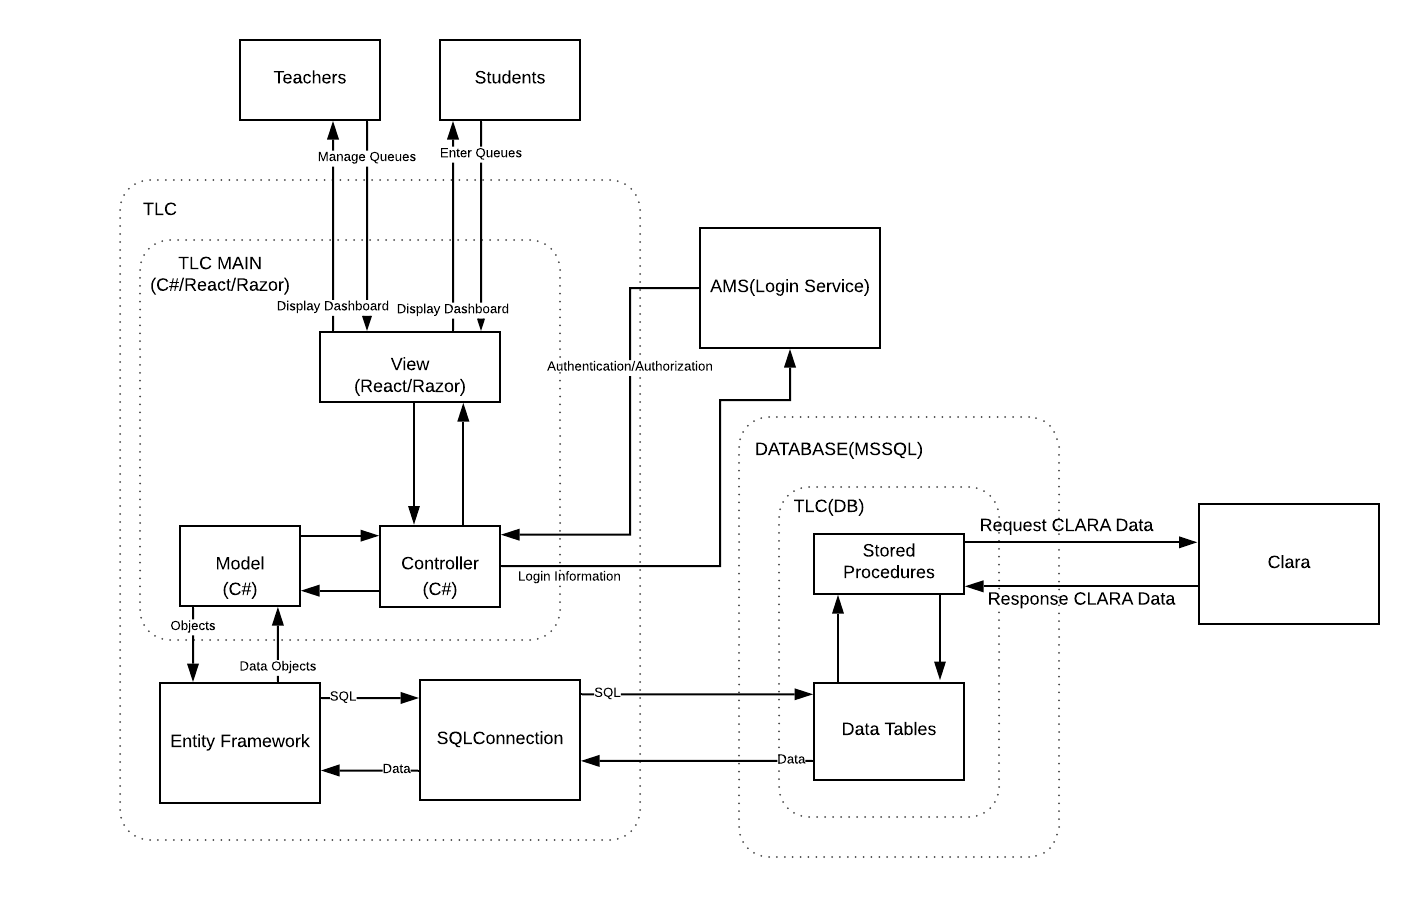 Teachers
Students
Manage Queues
Enter Queues
TLC
TLC MAIN
(C#/React/Razor)
Display Dashboard
Display Dashboard
AMS(Login Service)
View
(React/Razor)
Authentication/Authorization
DATABASE(MSSQL)
TLC(DB)
Request CLARA Data
Stored
Procedures
Clara
Response CLARA Data
Model
(C#)
Controller
(C#)
Login Information
Objects
Data Objects
SQL
SQL
Entity Framework
SQLConnection
Data Tables
Data
Data